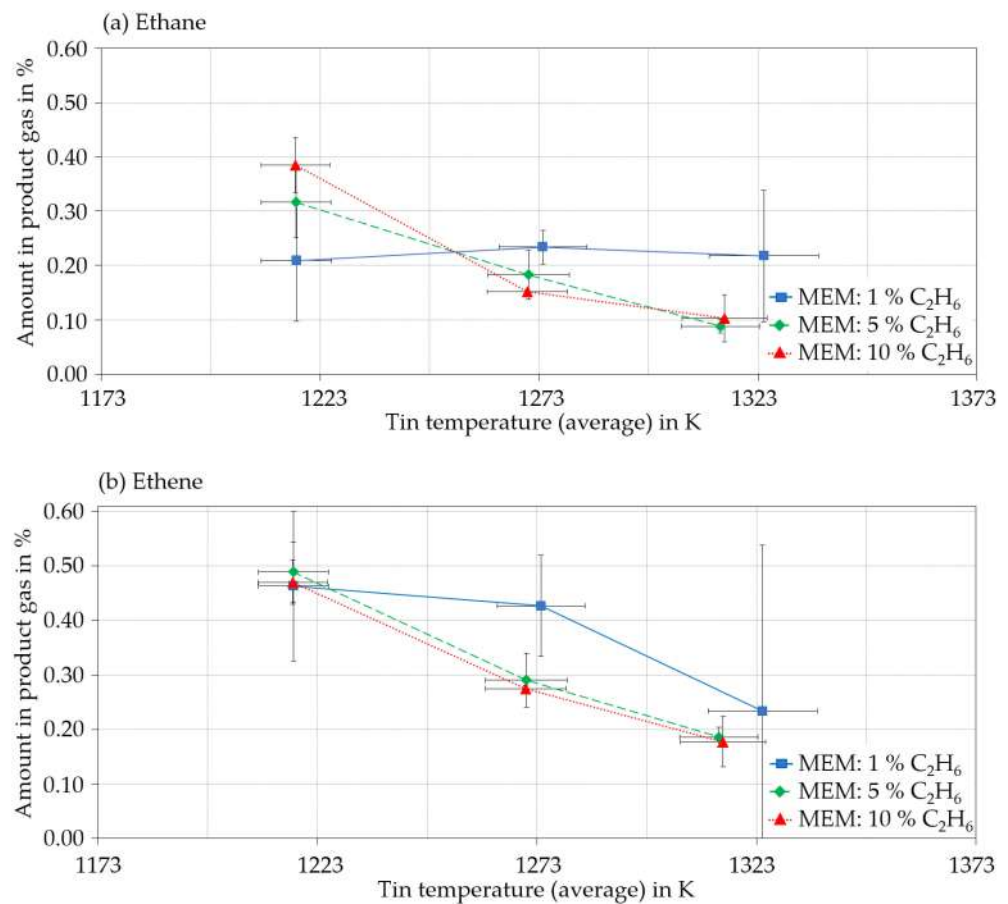 (a) Ethane
Amount in product gas in %
0.60
0.50
0.40
0.30
0.20
0.10
0.00
MEM: 1 % C₂H₆
MEM: 5 % C₂H₆
MEM: 10 % C₂H₆
1173 1223 1273 1323 1373
Tin temperature (average) in K
(b) Ethene
Amount in product gas in %
0.60
0.50
0.40
0.30
0.20
0.10
0.00
MEM: 1 % C₂H₆
MEM: 5 % C₂H₆
MEM: 10 % C₂H₆
1173 1223 1273 1323 1373
Tin temperature (average) in K